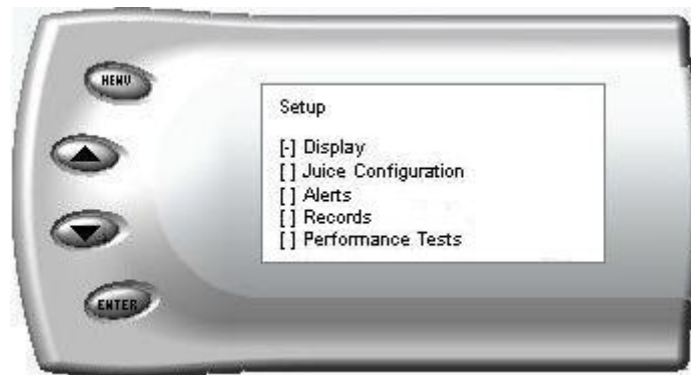 MENU
Setup
[-] Display
[ ] Juice Configuration
[ ] Alerts
[ ] Records
[ ] Performance Tests
ENTER